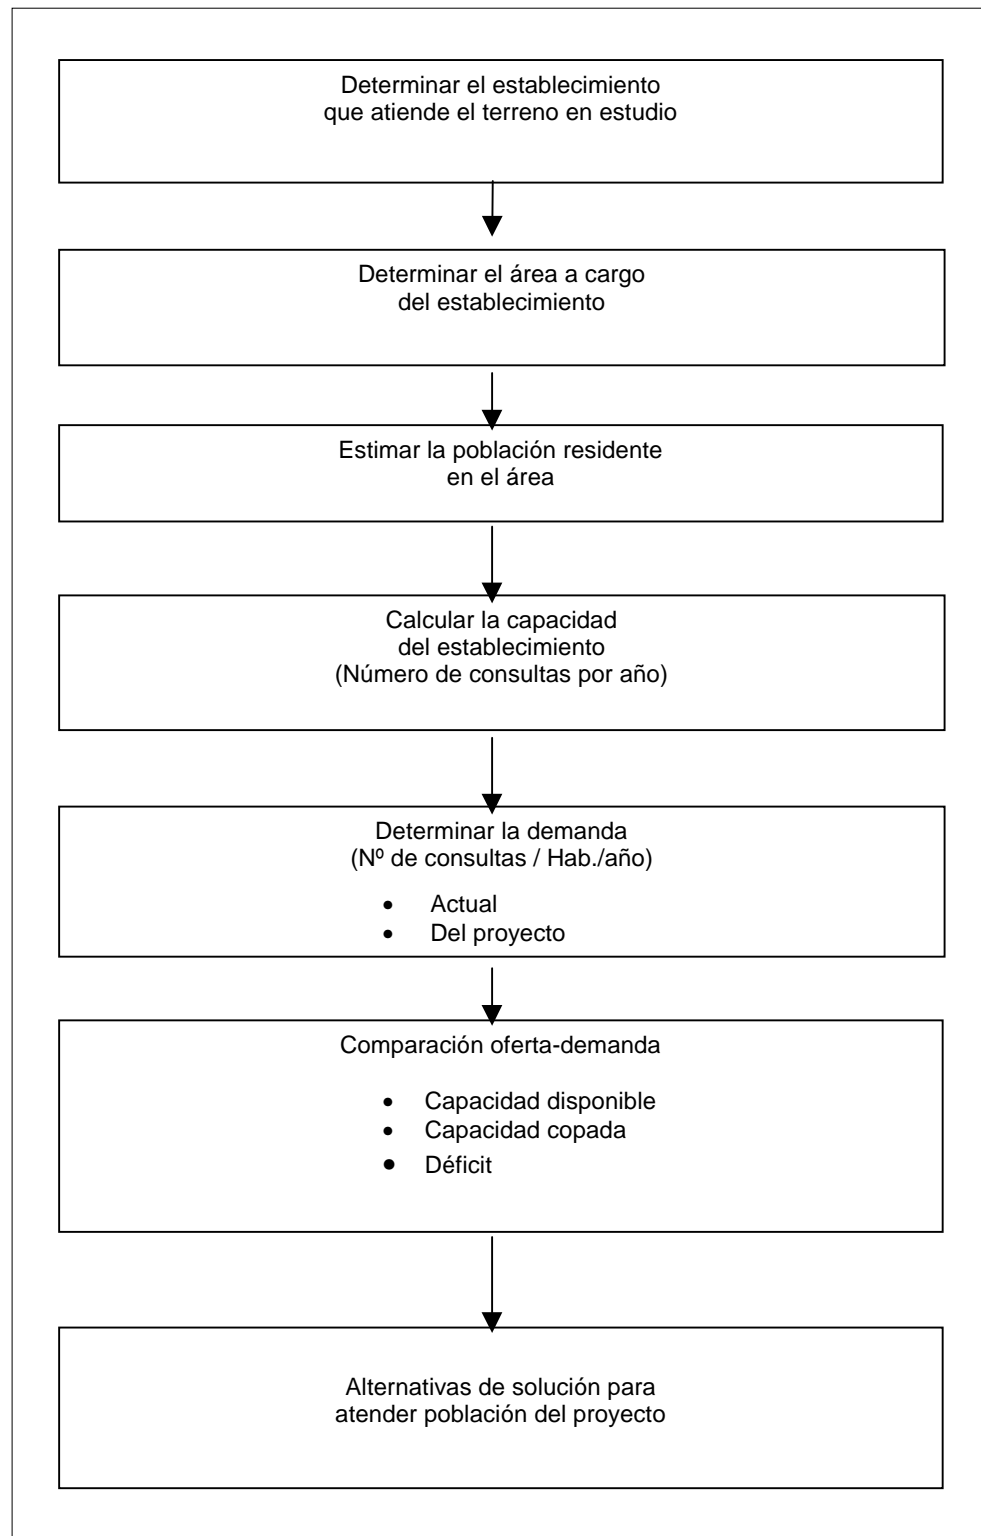 Determinar el establecimiento
que atiende el terreno en estudio
Determinar el área a cargo
del establecimiento
Estimar la población residente
en el área
Calcular la capacidad
del establecimiento
(Número de consultas por año)
Determinar la demanda
(Nº de consultas / Hab./año)
• Actual
• Del proyecto
Comparación oferta-demanda
• Capacidad disponible
• Capacidad copada
• Déficit
Alternativas de solución para
atender población del proyecto